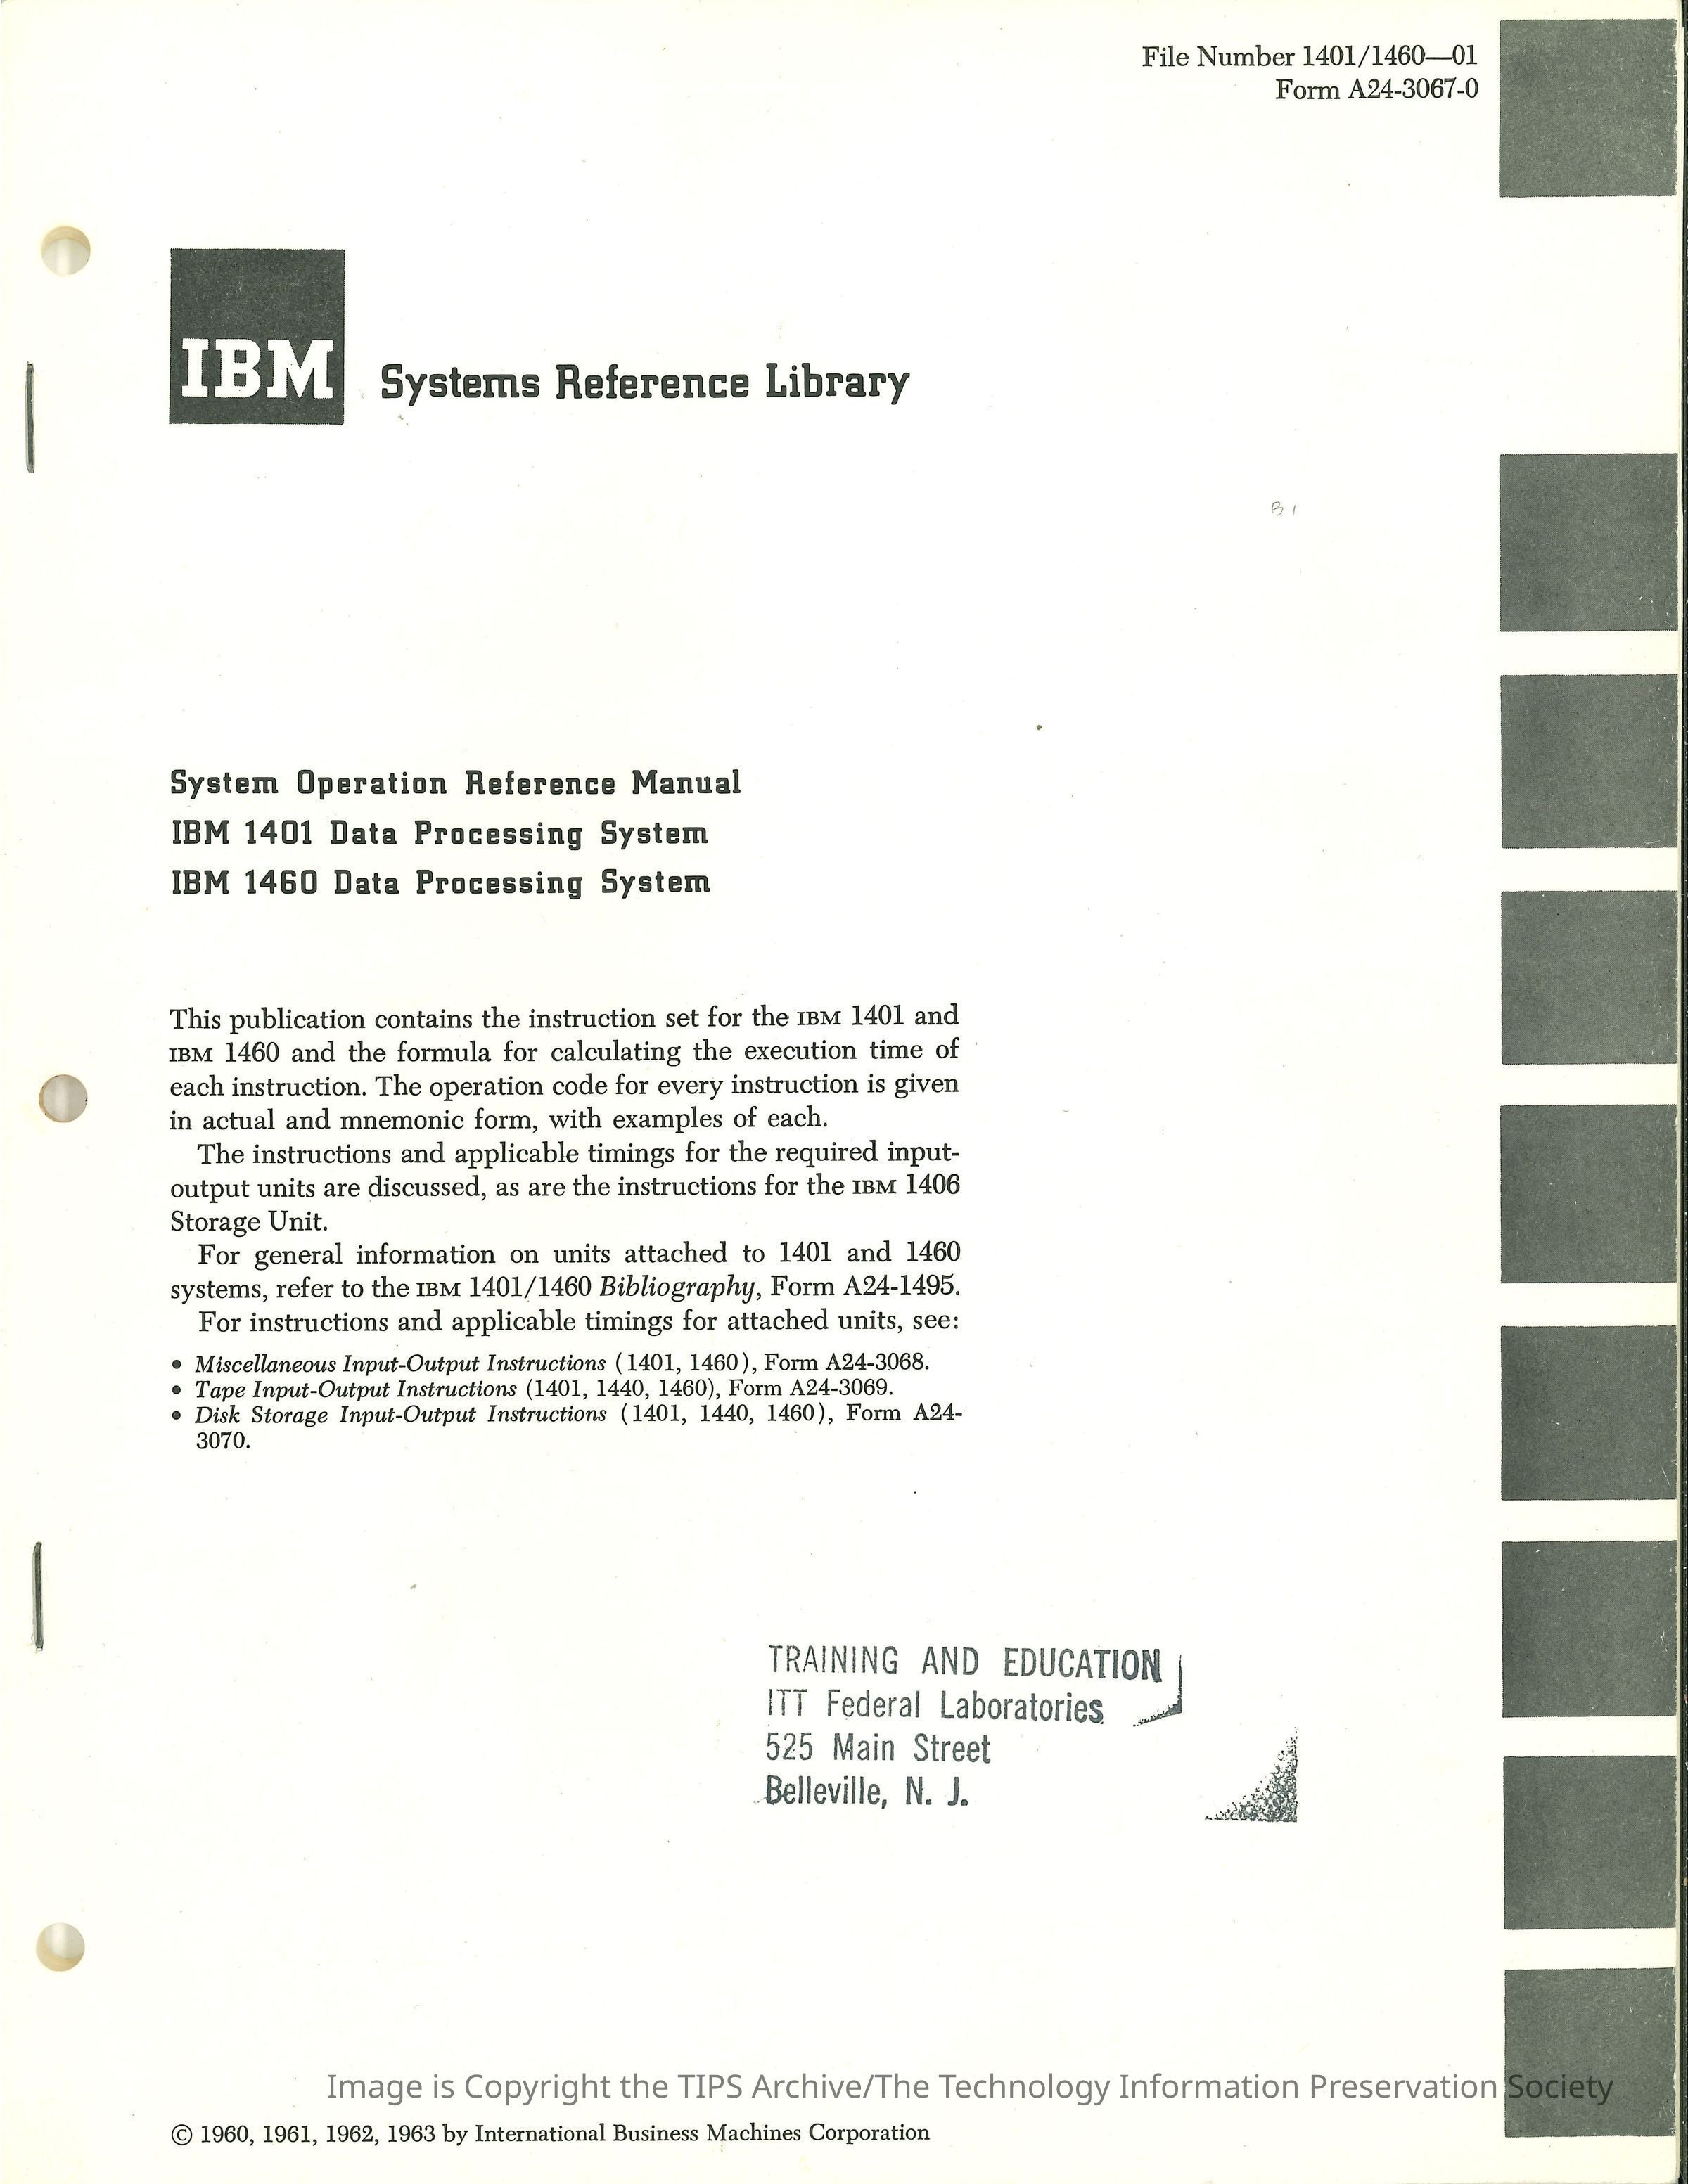 File Number 1401/1460—01
Form A24-3067-0
IBM Systems Reference Library
B 1
System Operation Reference Manual
IBM 1401 Data Processing System
IBM 1460 Data Processing System
This publication contains the instruction set for the IBM 1401 and
IBM 1460 and the formula for calculating the execution time of
each instruction. The operation code for every instruction is given
in actual and mnemonic form, with examples of each.
The instructions and applicable timings for the required input-
output units are discussed, as are the instructions for the IBM 1406
Storage Unit.
For general information on units attached to 1401 and 1460
systems, refer to the IBM 1401/1460 Bibliography, Form A24-1495.
For instructions and applicable timings for attached units, see:
• Miscellaneous Input-Output Instructions (1401, 1460), Form A24-3068.
• Tape Input-Output Instructions (1401, 1440, 1460), Form A24-3069.
• Disk Storage Input-Output Instructions (1401, 1440, 1460), Form A24-
3070.
TRAINING AND EDUCATION
ITT Federal Laboratories
525 Main Street
Belleville, N. J.
Image is Copyright the TIPS Archive/The Technology Information Preservation Society
© 1960, 1961, 1962, 1963 by International Business Machines Corporation